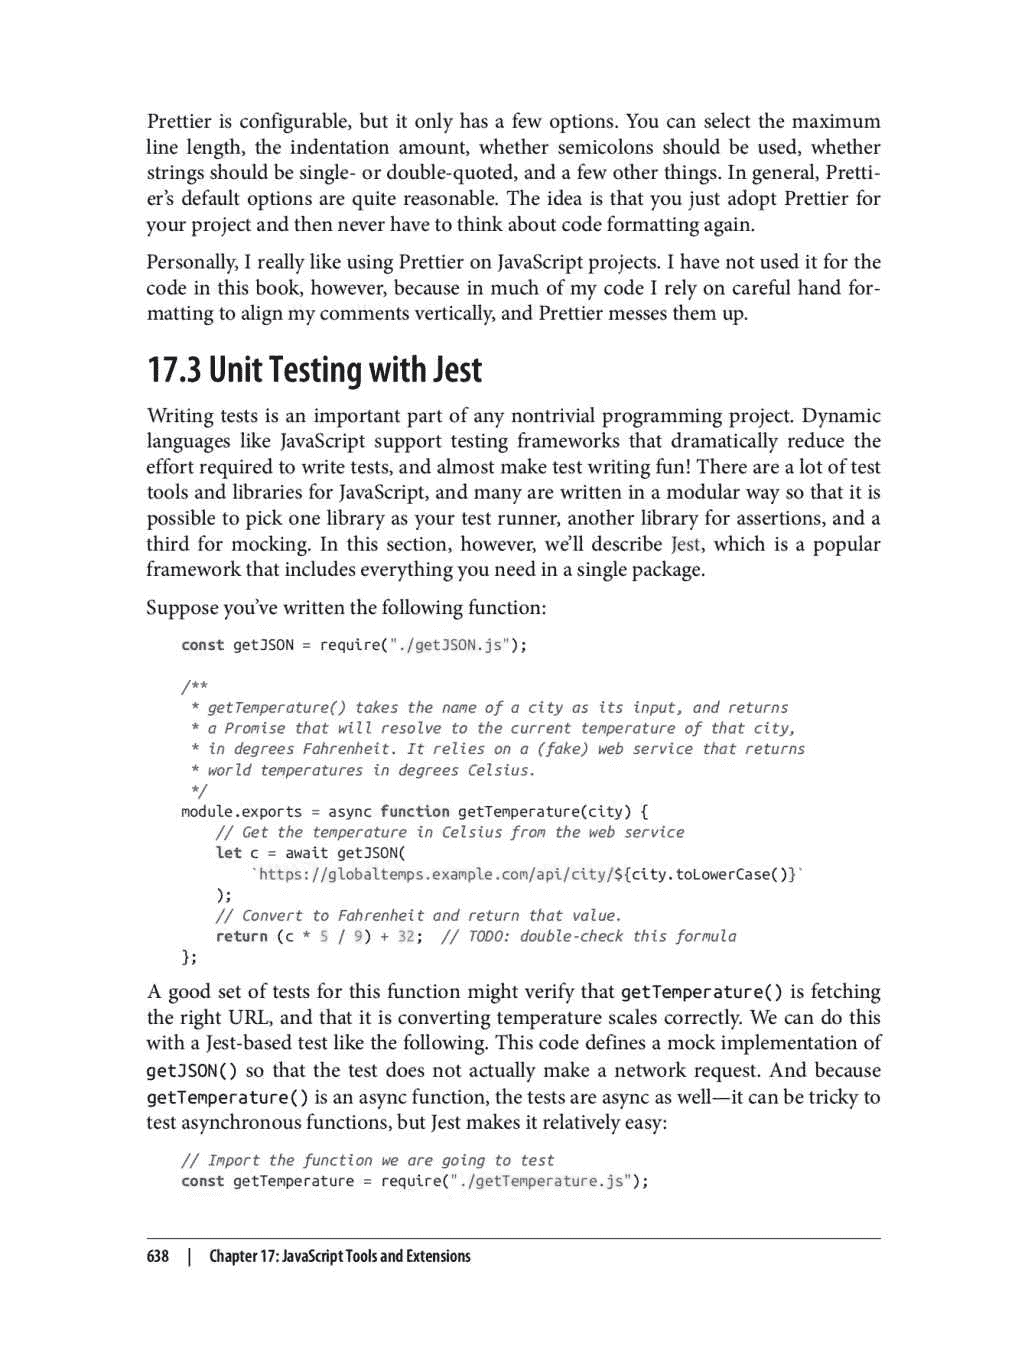 Prettier is configurable, but it only has a few options. You can select the maximum
line length, the indentation amount, whether semicolons should be used, whether
strings should be single- or double-quoted, and a few other things. In general, Pretti-
er’s default options are quite reasonable. The idea is that you just adopt Prettier for
your project and then never have to think about code formatting again.
Personally, I really like using Prettier on JavaScript projects. I have not used it for the
code in this book, however, because in much of my code I rely on careful hand for-
matting to align my comments vertically, and Prettier messes them up.
17.3 Unit Testing with Jest
Writing tests is an important part of any nontrivial programming project. Dynamic
languages like JavaScript support testing frameworks that dramatically reduce the
effort required to write tests, and almost make test writing fun! There are a lot of test
tools and libraries for JavaScript, and many are written in a modular way so that it is
possible to pick one library as your test runner, another library for assertions, and a
third for mocking. In this section, however, we’ll describe Jest, which is a popular
framework that includes everything you need in a single package.
Suppose you’ve written the following function:
const getJSON = require("./getJSON.js");
/**
 * getTemperature() takes the name of a city as its input, and returns
 * a Promise that will resolve to the current temperature of that city,
 * in degrees Fahrenheit. It relies on a (fake) web service that returns
 * world temperatures in degrees Celsius.
 */
module.exports = async function getTemperature(city) {
    // Get the temperature in Celsius from the web service
    let c = await getJSON(
        `https://globaltemps.example.com/api/city/${city.toLowerCase()}`
    );
    // Convert to Fahrenheit and return that value.
    return (c * 5 / 9) + 32;  // TODO: double-check this formula
};
A good set of tests for this function might verify that getTemperature() is fetching
the right URL, and that it is converting temperature scales correctly. We can do this
with a Jest-based test like the following. This code defines a mock implementation of
getJSON() so that the test does not actually make a network request. And because
getTemperature() is an async function, the tests are async as well—it can be tricky to
test asynchronous functions, but Jest makes it relatively easy:
// Import the function we are going to test
const getTemperature = require("./getTemperature.js");
638 | Chapter 17: JavaScript Tools and Extensions